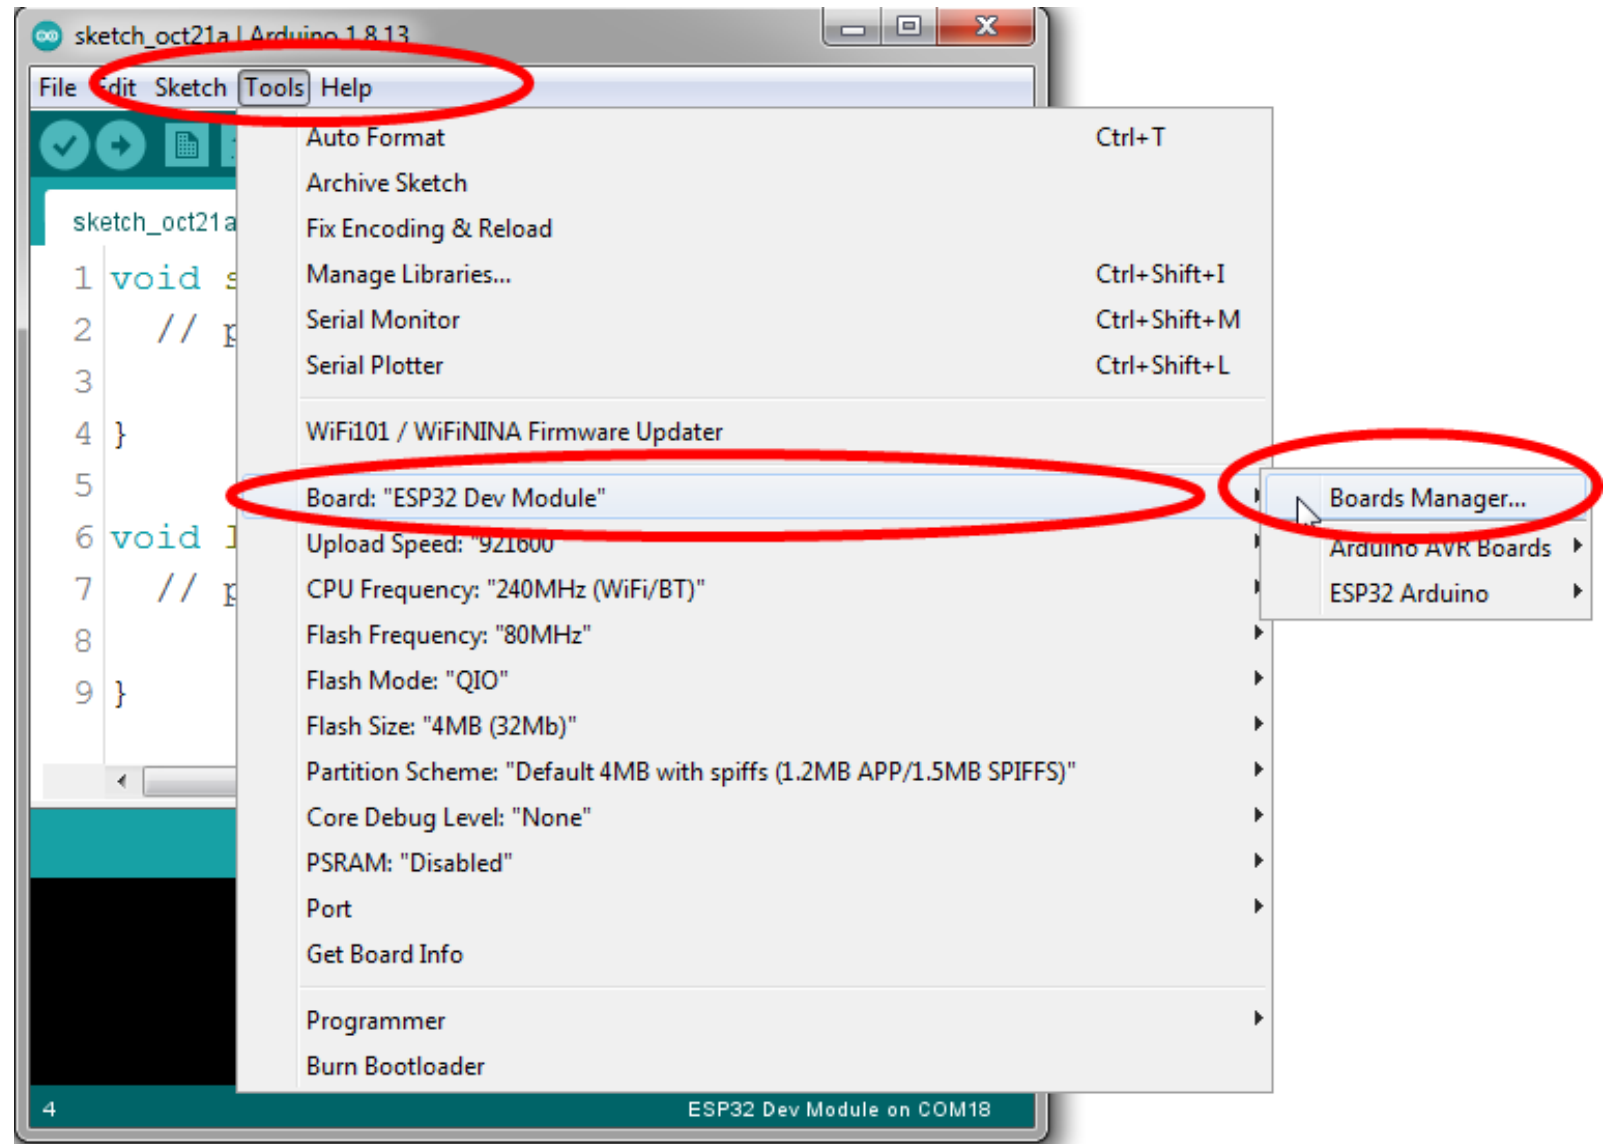 sketch_oct21a | Arduino 1.8.13
File Edit Sketch Tools Help
Auto Format Ctrl+T
Archive Sketch
sketch_oct21a
Fix Encoding & Reload
1 void s
Manage Libraries... Ctrl+Shift+I
2 // p
Serial Monitor Ctrl+Shift+M
Serial Plotter Ctrl+Shift+L
3
4 }
WiFi101 / WiFiNINA Firmware Updater
5
Board: "ESP32 Dev Module"
Boards Manager...
6 void l
Upload Speed: "921600"
Arduino AVR Boards
7 // p
CPU Frequency: "240MHz (WiFi/BT)"
ESP32 Arduino
8
Flash Frequency: "80MHz"
9 }
Flash Mode: "QIO"
Flash Size: "4MB (32Mb)"
Partition Scheme: "Default 4MB with spiffs (1.2MB APP/1.5MB SPIFFS)"
Core Debug Level: "None"
PSRAM: "Disabled"
Port
Get Board Info
Programmer
Burn Bootloader
4 ESP32 Dev Module on COM18